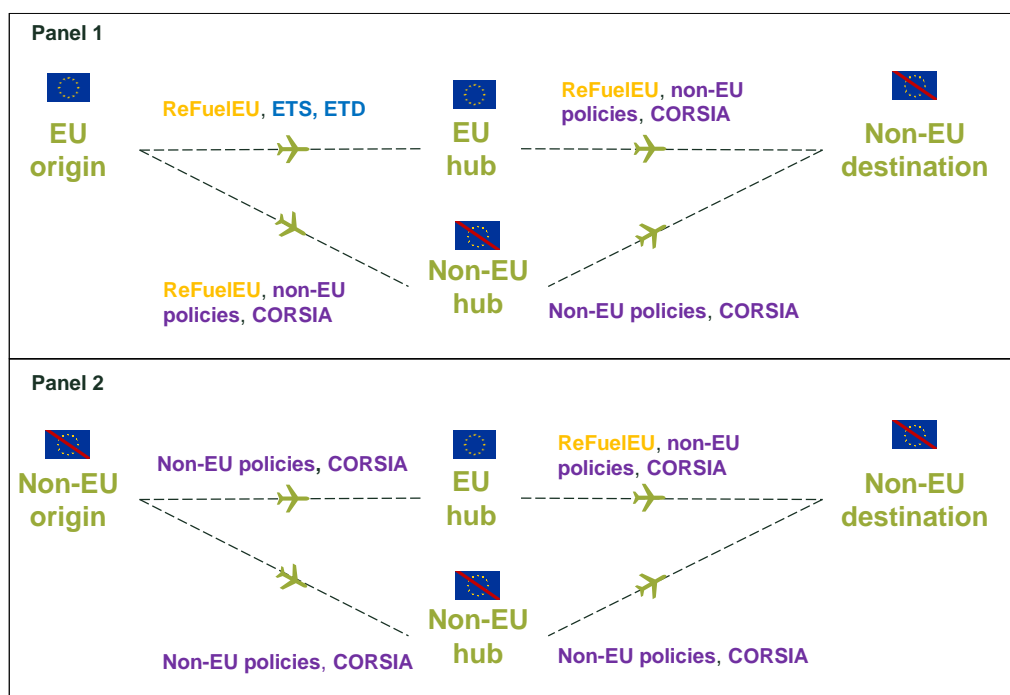 Panel 1
EU
origin
ReFuelEU, ETS, ETD
EU
hub
ReFuelEU, non-EU
policies, CORSIA
Non-EU
destination
ReFuelEU, non-EU
policies, CORSIA
Non-EU
hub
Non-EU policies, CORSIA
Panel 2
Non-EU
origin
Non-EU policies, CORSIA
EU
hub
ReFuelEU, non-EU
policies, CORSIA
Non-EU
destination
Non-EU policies, CORSIA
Non-EU
hub
Non-EU policies, CORSIA